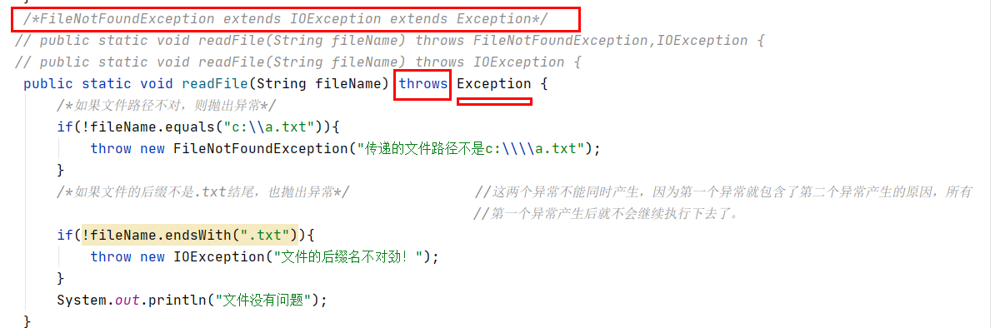 /*FileNotFoundException extends IOException extends Exception*/
// public static void readFile(String fileName) throws FileNotFoundException,IOException {
// public static void readFile(String fileName) throws IOException {
public static void readFile(String fileName) throws Exception {
/*如果文件路径不对，则抛出异常*/
if(!fileName.equals("c:\\a.txt")){
throw new FileNotFoundException("传递的文件路径不是c:\\\\a.txt");
}
/*如果文件的后缀不是.txt结尾，也抛出异常*/ //这两个异常不能同时产生，因为第一个异常就包含了第二个异常产生的原因，所有
//第一个异常产生后就不会继续执行下去了。
if(!fileName.endsWith(".txt")){
throw new IOException("文件的后缀名不对劲！");
}
System.out.println("文件没有问题");
}